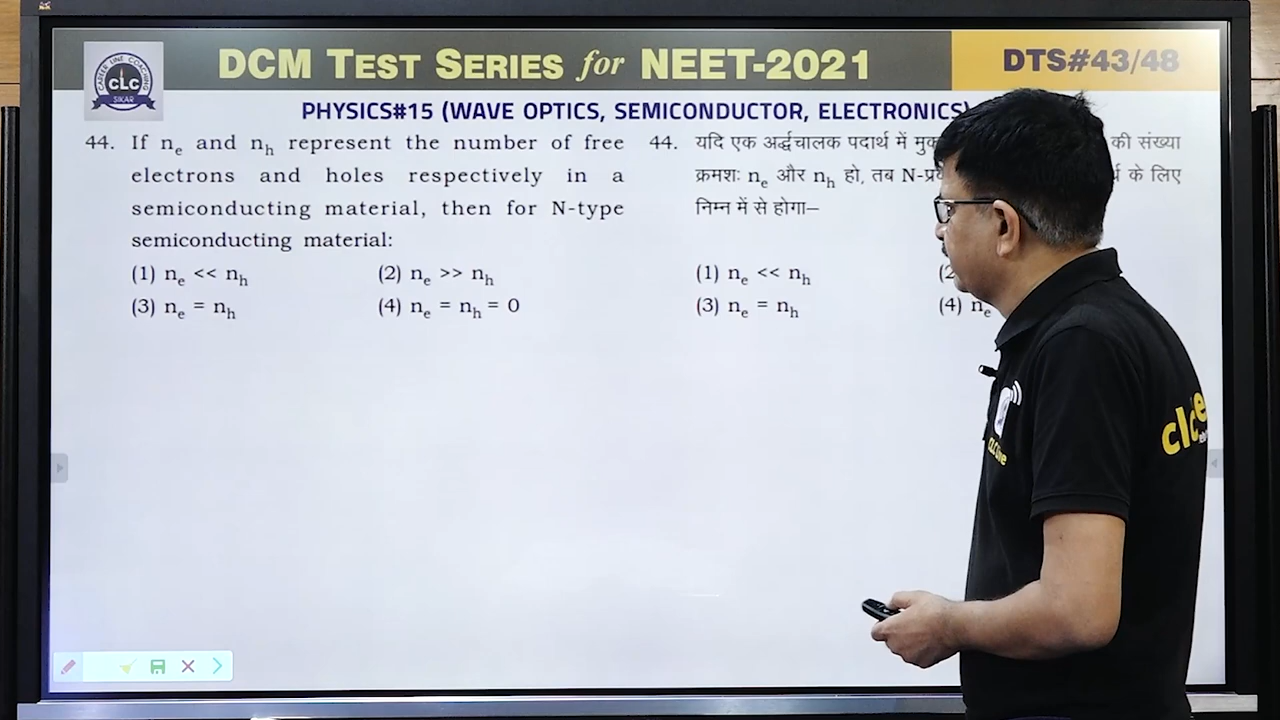 DCM TEST SERIES for NEET-2021
DTS#43/48
CAREER LINE COACHING
CLC
SIKAR
PHYSICS#15 (WAVE OPTICS, SEMICONDUCTOR, ELECTRONICS)
44. If nₑ and nₕ represent the number of free
electrons and holes respectively in a
semiconducting material, then for N-type
semiconducting material:
(1) nₑ << nₕ (2) nₑ >> nₕ
(3) nₑ = nₕ (4) nₑ = nₕ = 0
44. यदि एक अर्द्धचालक पदार्थ में की संख्या
क्रमशः nₑ और nₕ हो, तब के लिए
निम्न में से होगा–
(1) nₑ << nₕ (2
(3) nₑ = nₕ (4) nₑ
clc